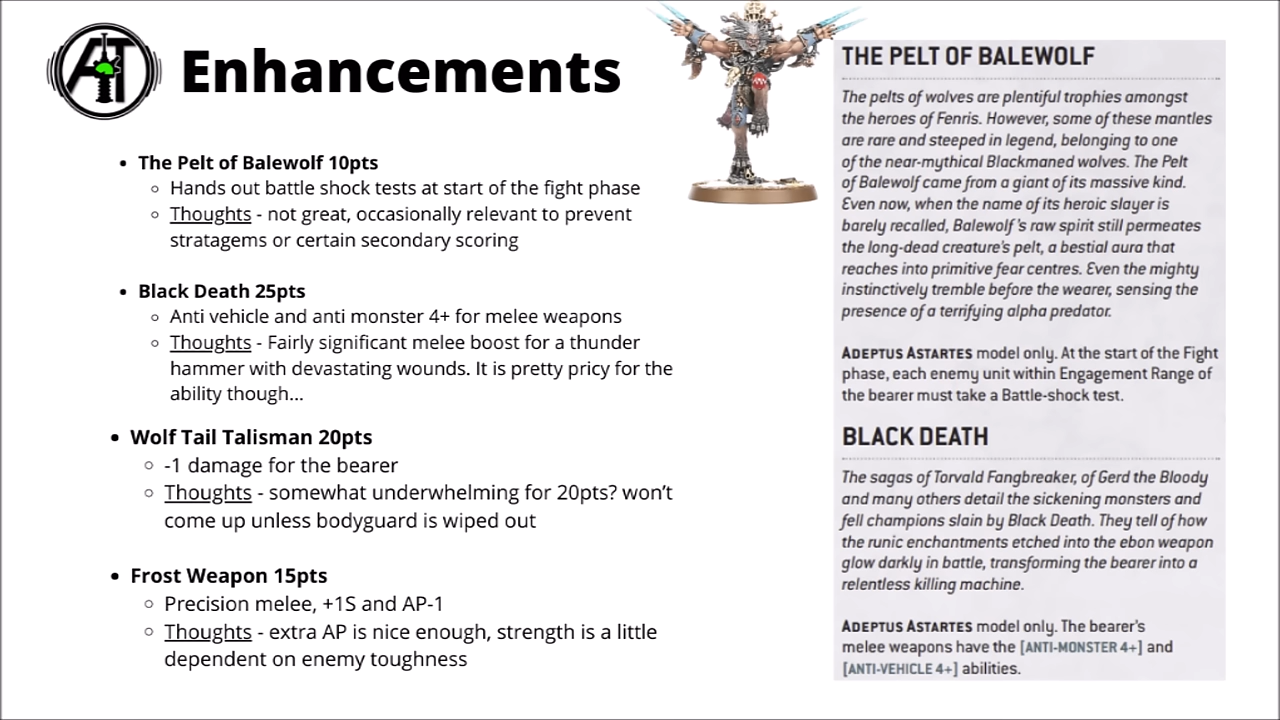 AT
Enhancements
• The Pelt of Balewolf 10pts
○ Hands out battle shock tests at start of the fight phase
○ Thoughts - not great, occasionally relevant to prevent
stratagems or certain secondary scoring
• Black Death 25pts
○ Anti vehicle and anti monster 4+ for melee weapons
○ Thoughts - Fairly significant melee boost for a thunder
hammer with devastating wounds. It is pretty pricy for the
ability though...
• Wolf Tail Talisman 20pts
○ -1 damage for the bearer
○ Thoughts - somewhat underwhelming for 20pts? won't
come up unless bodyguard is wiped out
• Frost Weapon 15pts
○ Precision melee, +1S and AP-1
○ Thoughts - extra AP is nice enough, strength is a little
dependent on enemy toughness
THE PELT OF BALEWOLF
The pelts of wolves are plentiful trophies amongst
the heroes of Fenris. However, some of these mantles
are rare and steeped in legend, belonging to one
of the near-mythical Blackmaned wolves. The Pelt
of Balewolf came from a giant of its massive kind.
Even now, when the name of its heroic slayer is
barely recalled, Balewolf's raw spirit still permeates
the long-dead creature's pelt, a bestial aura that
reaches into primitive fear centres. Even the mighty
instinctively tremble before the wearer, sensing the
presence of a terrifying alpha predator.
ADEPTUS ASTARTES model only. At the start of the Fight
phase, each enemy unit within Engagement Range of
the bearer must take a Battle-shock test.
BLACK DEATH
The sagas of Torvald Fangbreaker, of Gerd the Bloody
and many others detail the sickening monsters and
fell champions slain by Black Death. They tell of how
the runic enchantments etched into the ebon weapon
glow darkly in battle, transforming the bearer into a
relentless killing machine.
ADEPTUS ASTARTES model only. The bearer's
melee weapons have the [ANTI-MONSTER 4+] and
[ANTI-VEHICLE 4+] abilities.